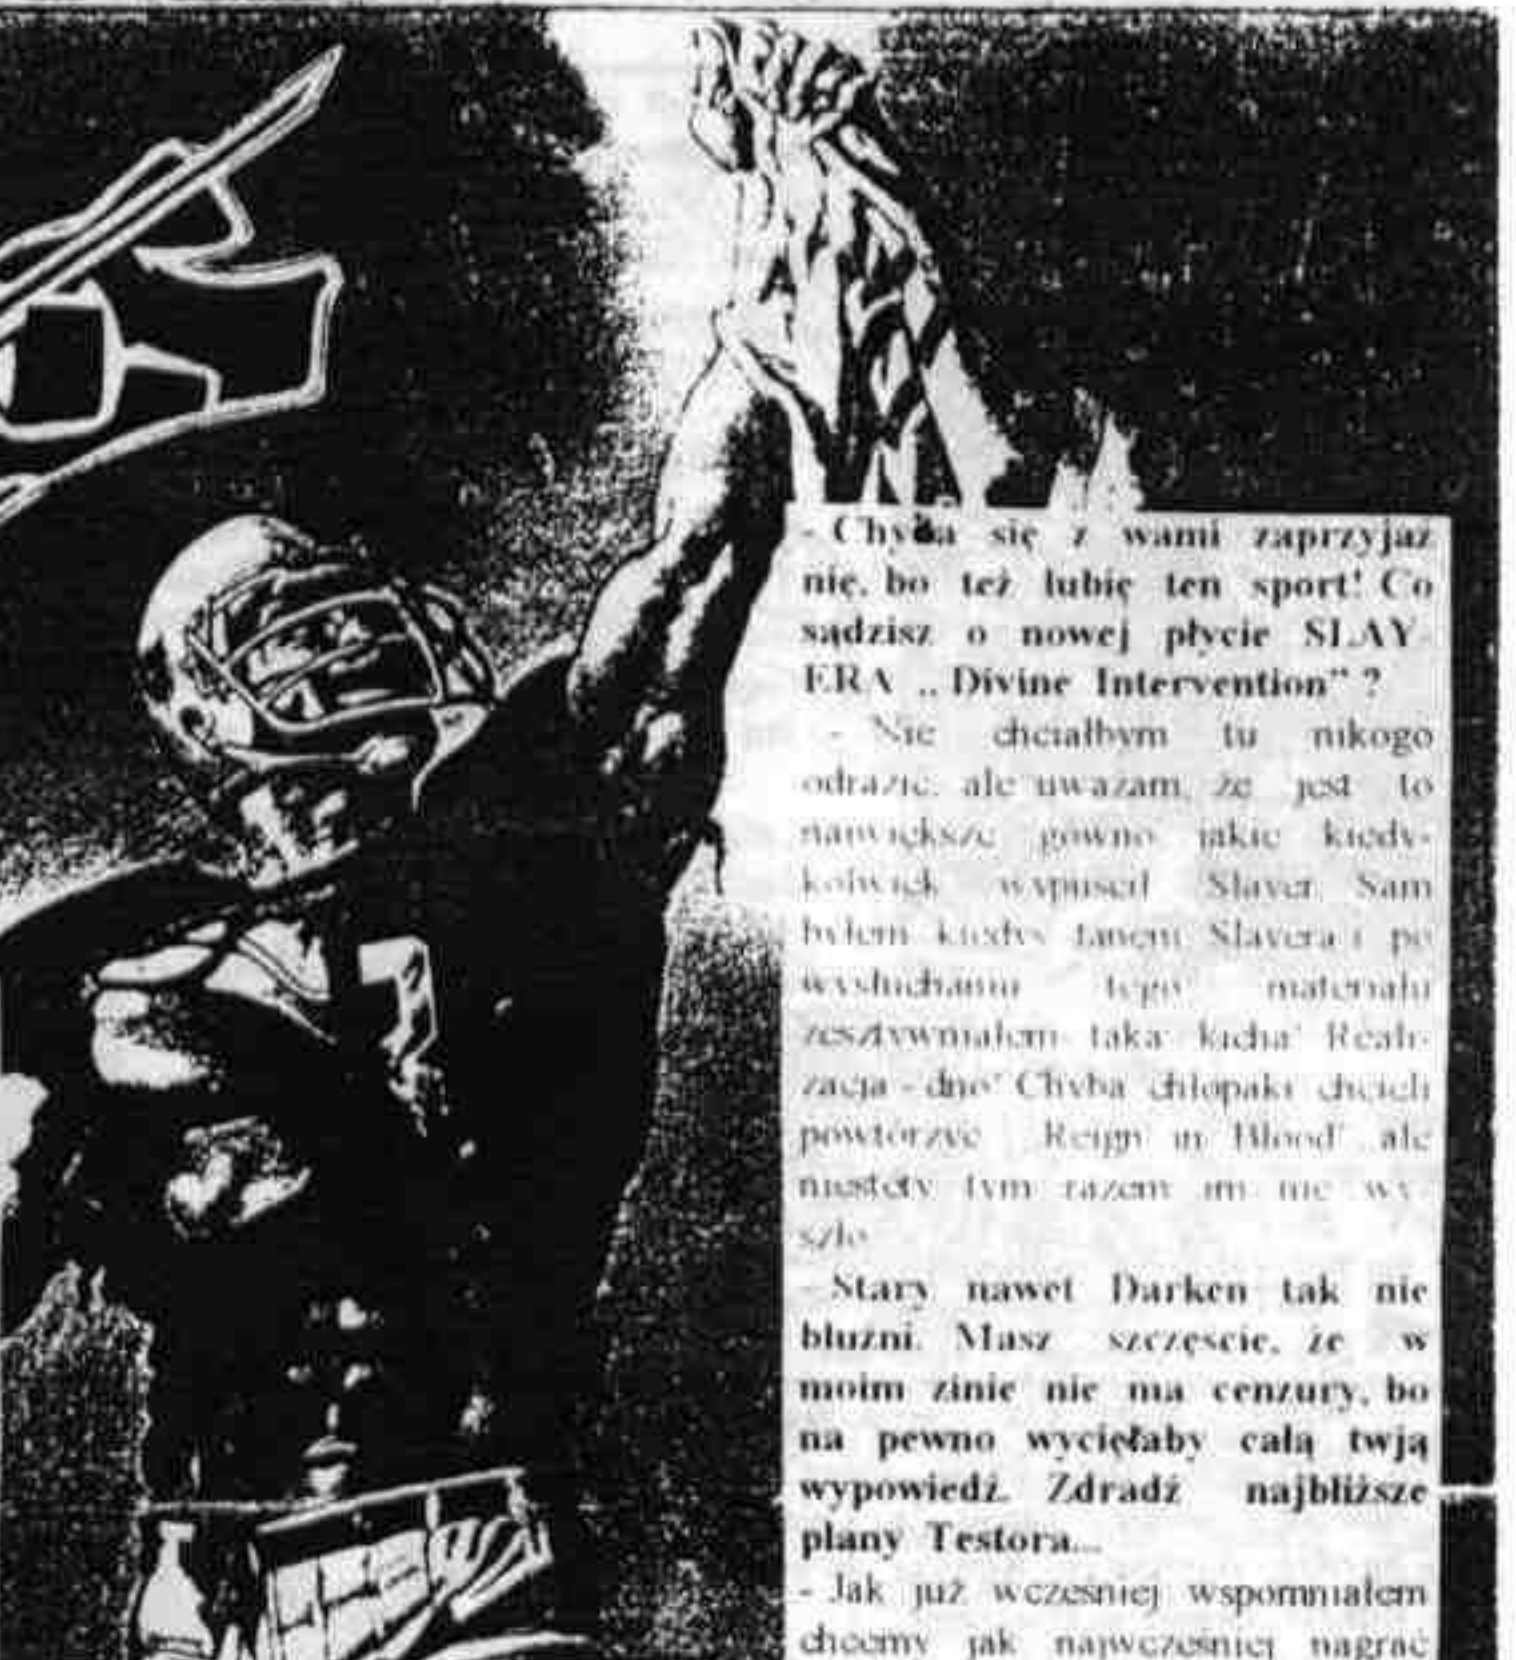 - Chyba się z wami zaprzyjaź
nię, bo też lubię ten sport! Co
sądzisz o nowej płycie SLAY-
ERA „ Divine Intervention” ?
- Nie chciałbym tu nikogo
odrazić, ale uważam, że jest to
największe gówno jakie kiedy-
kolwiek wypuścił Slayer. Sam
byłem kiedyś fanem Slayera i po
wysłuchaniu tego materiału
zesztywniałem taka kicha! Reali-
zacja - dno! Chyba chłopaki chcieli
powtórzyć Reign in Blood ale
niestety tym razem im nie wy-
szło
- Stary nawet Darken tak nie
bluźni. Masz szczęście, że w
moim zinie nie ma cenzury, bo
na pewno wycięłaby całą twją
wypowiedź. Zdradź najbliższe
plany Testora...
- Jak już wcześniej wspomniałem
chcemy jak najwcześniej nagrać